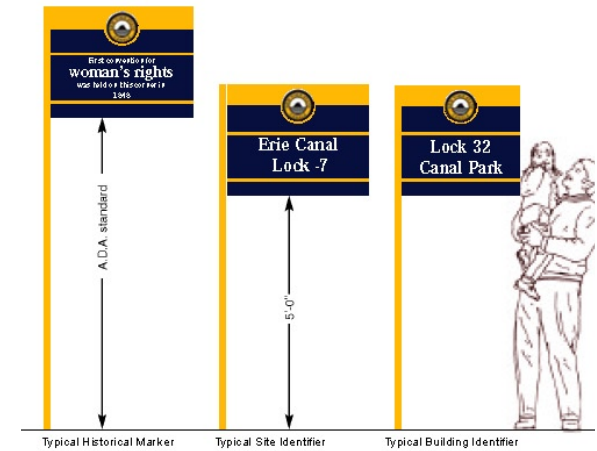 First convention for
woman's rights
was held on this corner in
1848
Erie Canal
Lock -7
Lock 32
Canal Park
A.D.A. standard
5'-0"
Typical Historical Marker
Typical Site Identifier
Typical Building Identifier